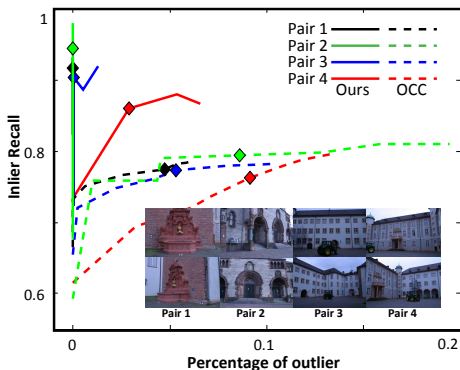 1
Pair 1
Pair 2
Pair 3
Pair 4
Ours OCC
Inlier Recall
0.8
0.6
Pair 1 Pair 2 Pair 3 Pair 4
0 0.1 0.2
Percentage of outlier